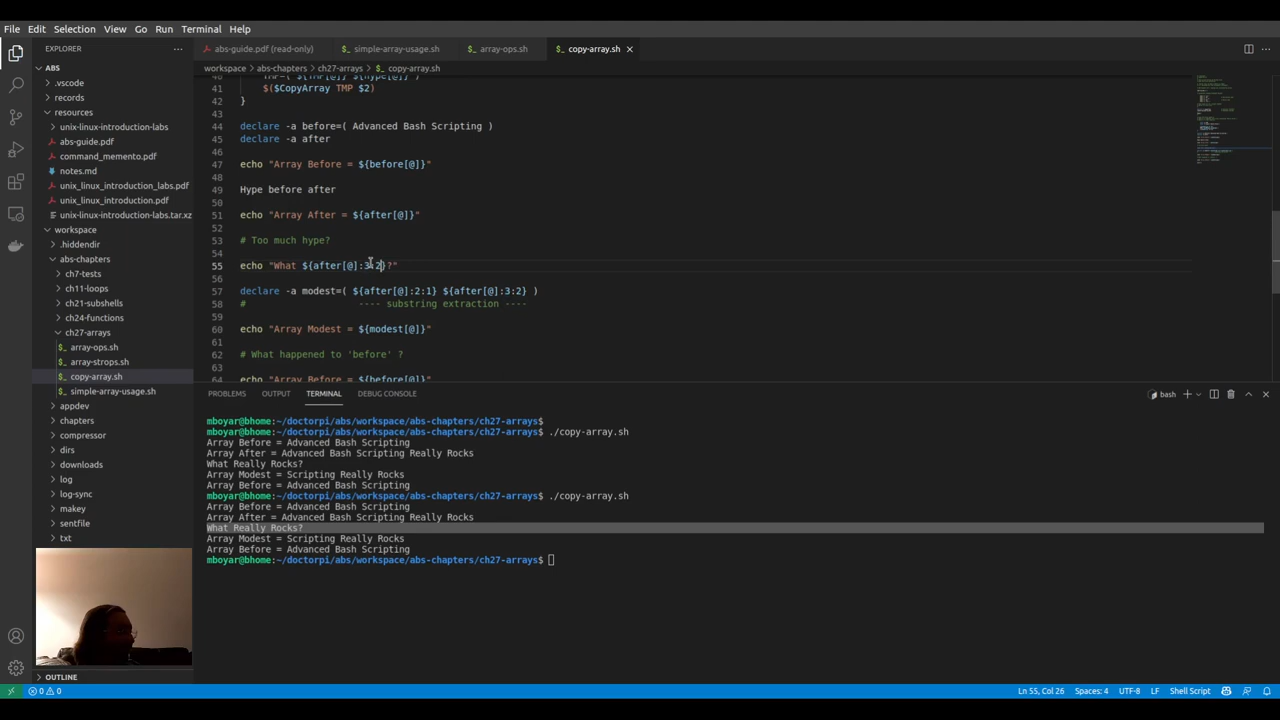 File Edit Selection View Go Run Terminal Help
EXPLORER ···
abs-guide.pdf (read-only) simple-array-usage.sh array-ops.sh copy-array.sh ×
workspace > abs-chapters > ch27-arrays > copy-array.sh
ABS
.vscode
records
resources
unix-linux-introduction-labs
abs-guide.pdf
command_memento.pdf
notes.md
unix_linux_introduction_labs.pdf
unix_linux_introduction.pdf
unix-linux-introduction-labs.tar.xz
workspace
.hiddendir
abs-chapters
ch7-tests
ch11-loops
ch21-subshells
ch24-functions
ch27-arrays
array-ops.sh
array-strops.sh
copy-array.sh
simple-array-usage.sh
appdev
chapters
compressor
dirs
downloads
log
log-sync
makey
sentfile
txt
OUTLINE
40 TMP=( ${TMP[@]} ${hype[@]} )
41 $($CopyArray TMP $2)
42 }
43
44 declare -a before=( Advanced Bash Scripting )
45 declare -a after
46
47 echo "Array Before = ${before[@]}"
48
49 Hype before after
50
51 echo "Array After = ${after[@]}"
52
53 # Too much hype?
54
55 echo "What ${after[@]:3:2}?"
56
57 declare -a modest=( ${after[@]:2:1} ${after[@]:3:2} )
58 # ---- substring extraction ----
59
60 echo "Array Modest = ${modest[@]}"
61
62 # What happened to 'before' ?
63
64 echo "Array Before = ${before[@]}"
PROBLEMS OUTPUT TERMINAL DEBUG CONSOLE bash
mboyar@bhome:~/doctorpi/abs/workspace/abs-chapters/ch27-arrays$
mboyar@bhome:~/doctorpi/abs/workspace/abs-chapters/ch27-arrays$ ./copy-array.sh
Array Before = Advanced Bash Scripting
Array After = Advanced Bash Scripting Really Rocks
What Really Rocks?
Array Modest = Scripting Really Rocks
Array Before = Advanced Bash Scripting
mboyar@bhome:~/doctorpi/abs/workspace/abs-chapters/ch27-arrays$ ./copy-array.sh
Array Before = Advanced Bash Scripting
Array After = Advanced Bash Scripting Really Rocks
What Really Rocks?
Array Modest = Scripting Really Rocks
Array Before = Advanced Bash Scripting
mboyar@bhome:~/doctorpi/abs/workspace/abs-chapters/ch27-arrays$
0 0 Ln 55, Col 26 Spaces: 4 UTF-8 LF Shell Script